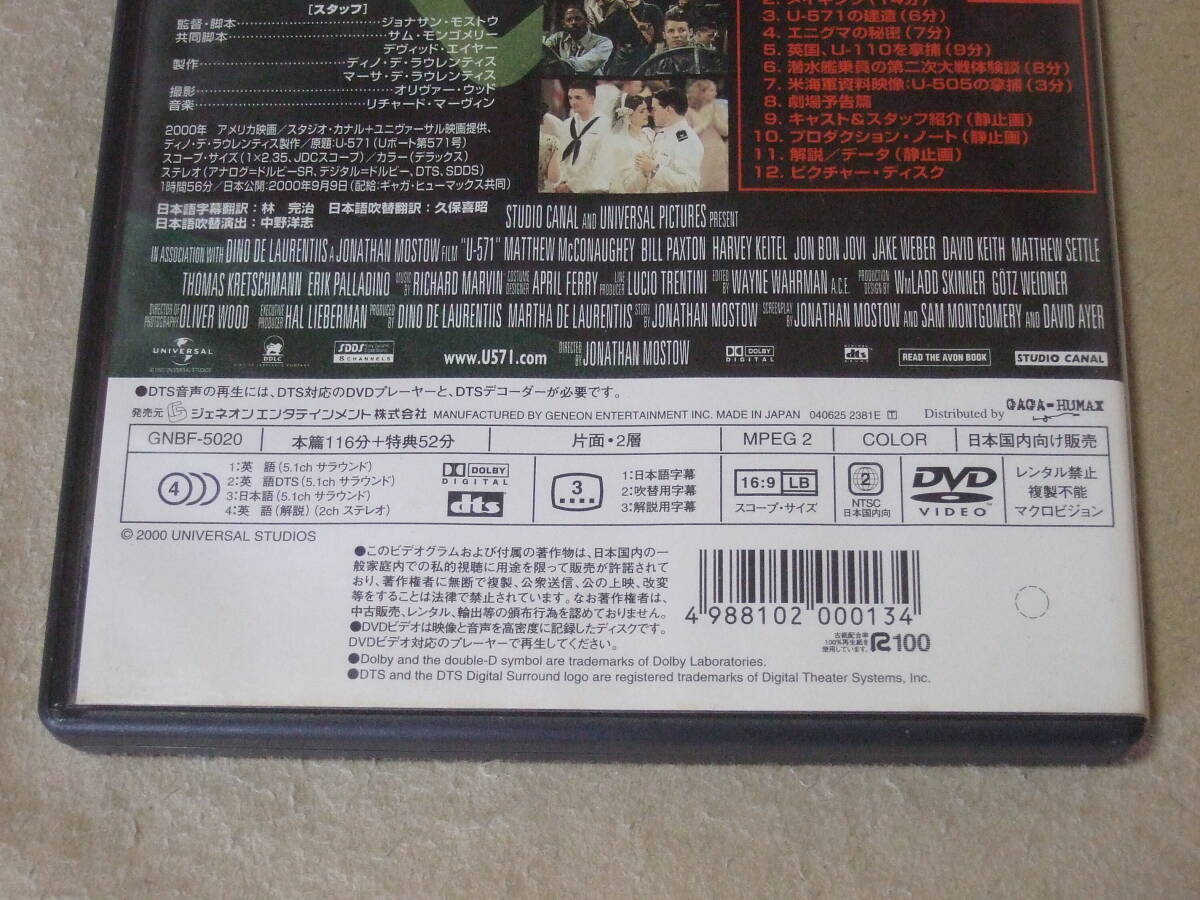 [スタッフ]
監督・脚本 ジョナサン・モストウ
共同脚本 サム・モンゴメリー
デヴィッド・エイヤー
製作 ディノ・デ・ラウレンティス
マーサ・デ・ラウレンティス
撮影 オリヴァー・ウッド
音楽 リチャード・マーヴィン
2000年 アメリカ映画/スタジオ・カナル+ユニヴァーサル映画提供、
ディノ・デ・ラウレンティス製作/原題:U-571(Uボート第571号)
スコープ・サイズ(1×2.35、JDCスコープ)/カラー(デラックス)
ステレオ(アナログ=ドルビーSR、デジタル=ドルビー、DTS、SDDS)
1時間56分/日本公開:2000年9月9日(配給:ギャガ・ヒューマックス共同)
日本語字幕翻訳:林 完治 日本語吹替翻訳:久保喜昭
日本語吹替演出:中野洋志
2. メイキング(14分)
3. U-571の建造(6分)
4. エニグマの秘密(7分)
5. 英国、U-110を拿捕(9分)
6. 潜水艦乗員の第二次大戦体験談(8分)
7. 米海軍資料映像:U-505の拿捕(3分)
8. 劇場予告篇
9. キャスト&スタッフ紹介(静止画)
10. プロダクション・ノート(静止画)
11. 解説/データ(静止画)
12. ピクチャー・ディスク
STUDIO CANAL AND UNIVERSAL PICTURES PRESENT
IN ASSOCIATION WITH DINO DE LAURENTIIS A JONATHAN MOSTOW FILM "U-571" MATTHEW McCONAUGHEY BILL PAXTON HARVEY KEITEL JON BON JOVI JAKE WEBER DAVID KEITH MATTHEW SETTLE
THOMAS KRETSCHMANN ERIK PALLADINO MUSIC BY RICHARD MARVIN COSTUME DESIGNER APRIL FERRY LINE PRODUCER LUCIO TRENTINI EDITED BY WAYNE WAHRMAN A.C.E. PRODUCTION DESIGN BY WM LADD SKINNER GÖTZ WEIDNER
DIRECTOR OF PHOTOGRAPHY OLIVER WOOD EXECUTIVE PRODUCER HAL LIEBERMAN PRODUCED BY DINO DE LAURENTIIS MARTHA DE LAURENTIIS STORY BY JONATHAN MOSTOW SCREENPLAY BY JONATHAN MOSTOW AND SAM MONTGOMERY AND DAVID AYER
UNIVERSAL DDLC SDDS 8 CHANNELS www.U571.com DIRECTED BY JONATHAN MOSTOW DOLBY DIGITAL DIGITAL dts READ THE AVON BOOK STUDIO CANAL
●DTS音声の再生には、DTS対応のDVDプレーヤーと、DTSデコーダーが必要です。
発売元 ジェネオン エンタテインメント株式会社 MANUFACTURED BY GENEON ENTERTAINMENT INC. MADE IN JAPAN 040625 2381E T Distributed by GAGA-HUMAX
GNBF-5020 本篇116分+特典52分 片面・2層 MPEG 2 COLOR 日本国内向け販売
4
1:英 語(5.1ch サラウンド)
2:英 語DTS(5.1ch サラウンド)
3:日本語(5.1ch サラウンド)
4:英 語(解説)(2ch ステレオ)
DOLBY DIGITAL
dts
3
1:日本語字幕
2:吹替用字幕
3:解説用字幕
16:9 LB
スコープ・サイズ
2
NTSC
日本国内向
DVD
VIDEO
レンタル禁止
複製不能
マクロビジョン
© 2000 UNIVERSAL STUDIOS
●このビデオグラムおよび付属の著作物は、日本国内の一
般家庭内での私的視聴に用途を限って販売が許諾されて
おり、著作権者に無断で複製、公衆送信、公の上映、改変
等をすることは法律で禁止されています。なお著作権者は、
中古販売、レンタル、輸出等の頒布行為を認めておりません。
●DVDビデオは映像と音声を高密度に記録したディスクです。
DVDビデオ対応のプレーヤーで再生してください。
●Dolby and the double-D symbol are trademarks of Dolby Laboratories.
●DTS and the DTS Digital Surround logo are registered trademarks of Digital Theater Systems, Inc.
4 988102 000134
古紙配合率
100%再生紙を
使用しています。
R100